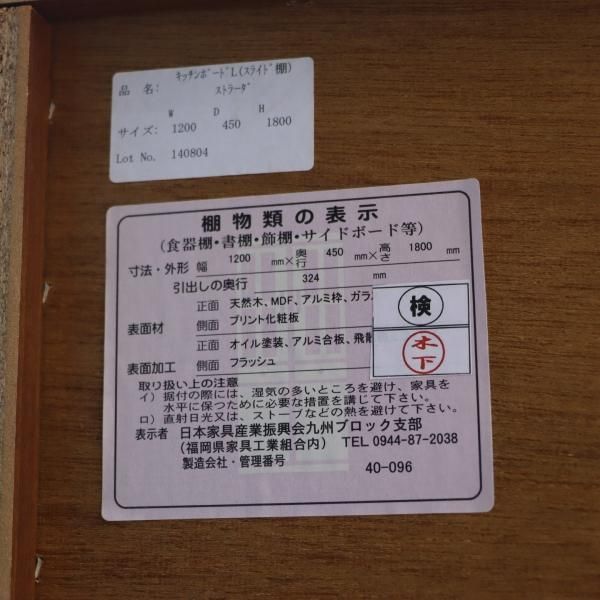 品 名: ｷｯﾁﾝﾎﾞｰﾄﾞL(ｽﾗｲﾄﾞ棚)
ｽﾄﾗｰﾀﾞ
W D H
サイズ: 1200 450 1800
Lot No. 140804
棚物類の表示
(食器棚・書棚・飾棚・サイドボード等)
寸法・外形 幅 1200 mm×奥行 450 mm×高さ 1800 mm
引出しの奥行 324 mm
表面材 正面 天然木、MDF、アルミ枠、ガラ
側面 プリント化粧板
表面加工 正面 オイル塗装、アルミ合板、飛散
側面 フラッシュ
検
木下
取り扱い上の注意
イ）据付の際には、湿気の多いところを避け、家具を
水平に保つために必要な措置を講じて下さい。
ロ）直射日光又は、ストーブなどの熱を避けて下さい。
表示者 日本家具産業振興会九州ブロック支部
(福岡県家具工業組合内) TEL 0944-87-2038
製造会社・管理番号 40-096